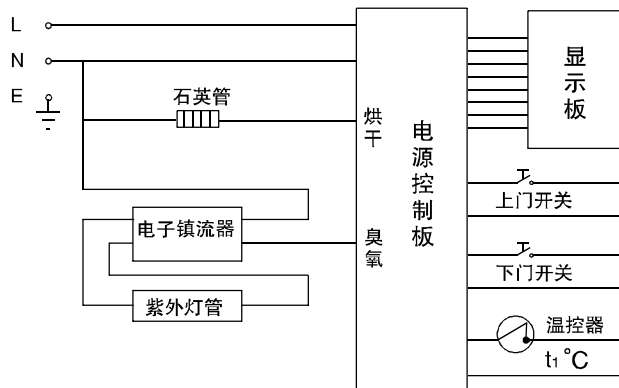 L
N
E
石英管
烘干
电源控制板
显示板
上门开关
电子镇流器
臭氧
下门开关
紫外灯管
温控器
t₁°C